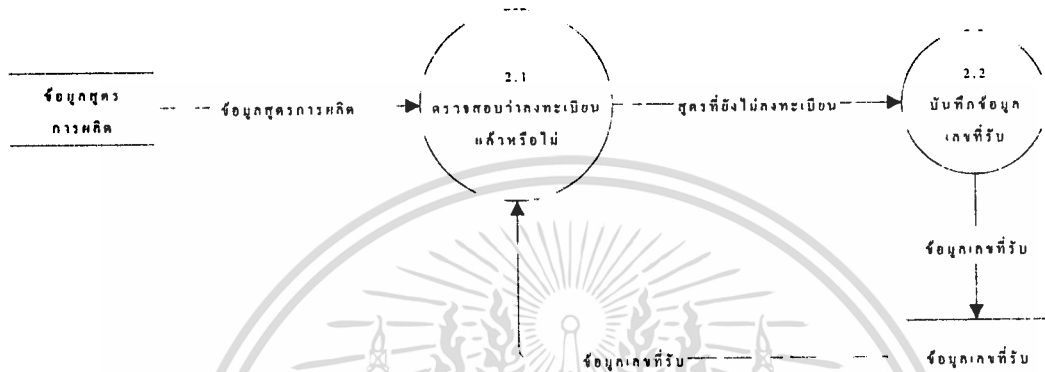 ข้อมูลสูตร
การผลิต
ข้อมูลสูตรการผลิต
2.1
ตรวจสอบว่าลงทะเบียน
แล้วหรือไม่
สูตรที่ยังไม่ลงทะเบียน
2.2
บันทึกข้อมูล
เลขที่รับ
ข้อมูลเลขที่รับ
ข้อมูลเลขที่รับ
ข้อมูลเลขที่รับ